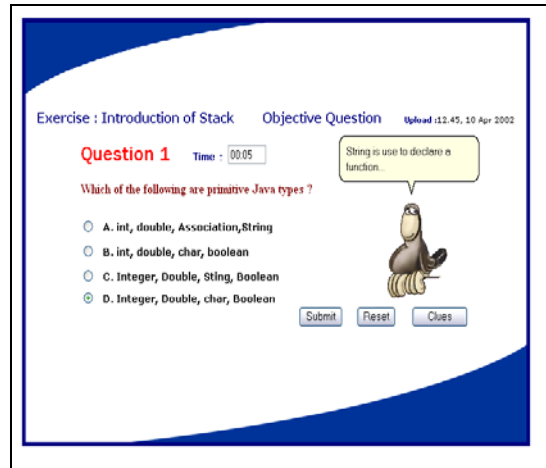 Exercise : Introduction of Stack Objective Question Upload :12.45, 10 Apr 2002
Question 1 Time : 00:05
String is use to declare a
function...
Which of the following are primitive Java types ?
A. int, double, Association,String
B. int, double, char, boolean
C. Integer, Double, Sting, Boolean
D. Integer, Double, char, Boolean
Submit Reset Clues